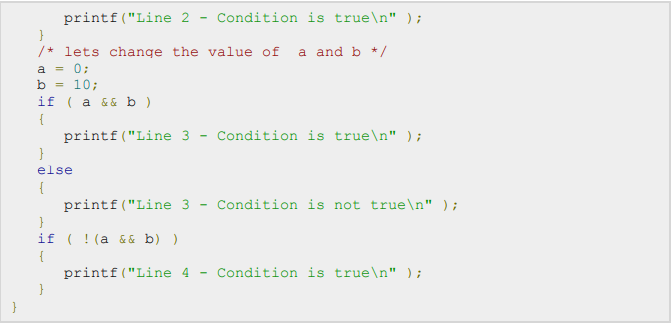 printf("Line 2 - Condition is true\n" );
}
/* lets change the value of  a and b */
a = 0;
b = 10;
if ( a && b )
{
printf("Line 3 - Condition is true\n" );
}
else
{
printf("Line 3 - Condition is not true\n" );
}
if ( !(a && b) )
{
printf("Line 4 - Condition is true\n" );
}
}